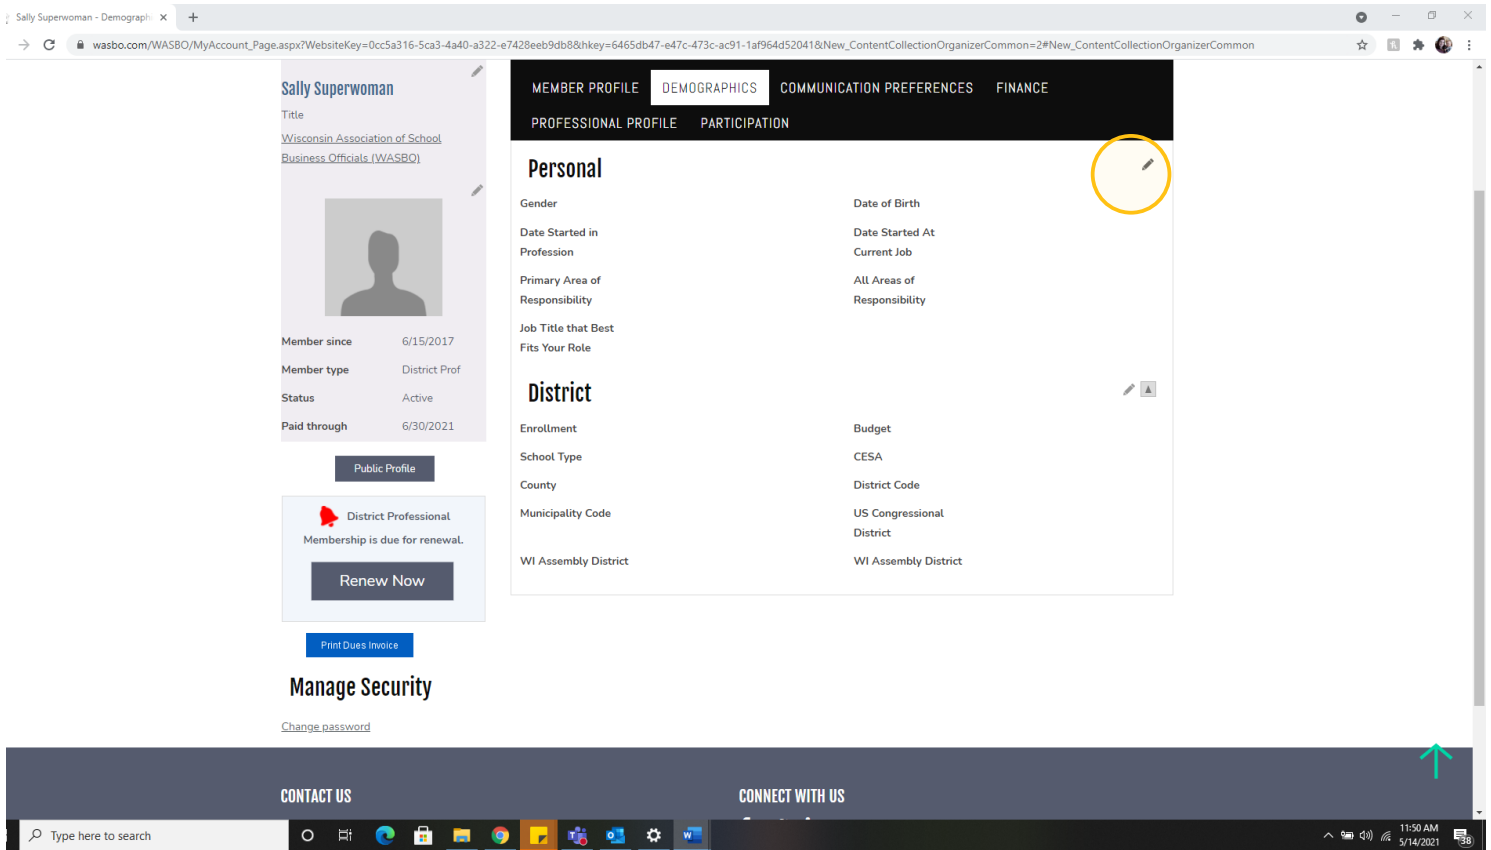 Sally Superwoman - Demograph
wasbo.com/WASBO/MyAccount_Page.aspx?WebsiteKey=0cc5a316-5ca3-4a40-a322-e7428eeb9db8&hkey=6465db47-e47c-473c-ac91-1af964d52041&New_ContentCollectionOrganizerCommon=2#New_ContentCollectionOrganizerCommon
Sally Superwoman
Title
Wisconsin Association of School
Business Officials (WASBO)
Member since 6/15/2017
Member type District Prof
Status Active
Paid through 6/30/2021
Public Profile
District Professional
Membership is due for renewal.
Renew Now
Print Dues Invoice
Manage Security
Change password
MEMBER PROFILE DEMOGRAPHICS COMMUNICATION PREFERENCES FINANCE
PROFESSIONAL PROFILE PARTICIPATION
Personal
Gender Date of Birth
Date Started in Date Started At
Profession Current Job
Primary Area of All Areas of
Responsibility Responsibility
Job Title that Best
Fits Your Role
District
Enrollment Budget
School Type CESA
County District Code
Municipality Code US Congressional
District
WI Assembly District WI Assembly District
CONTACT US CONNECT WITH US
Type here to search
11:50 AM
5/14/2021
38